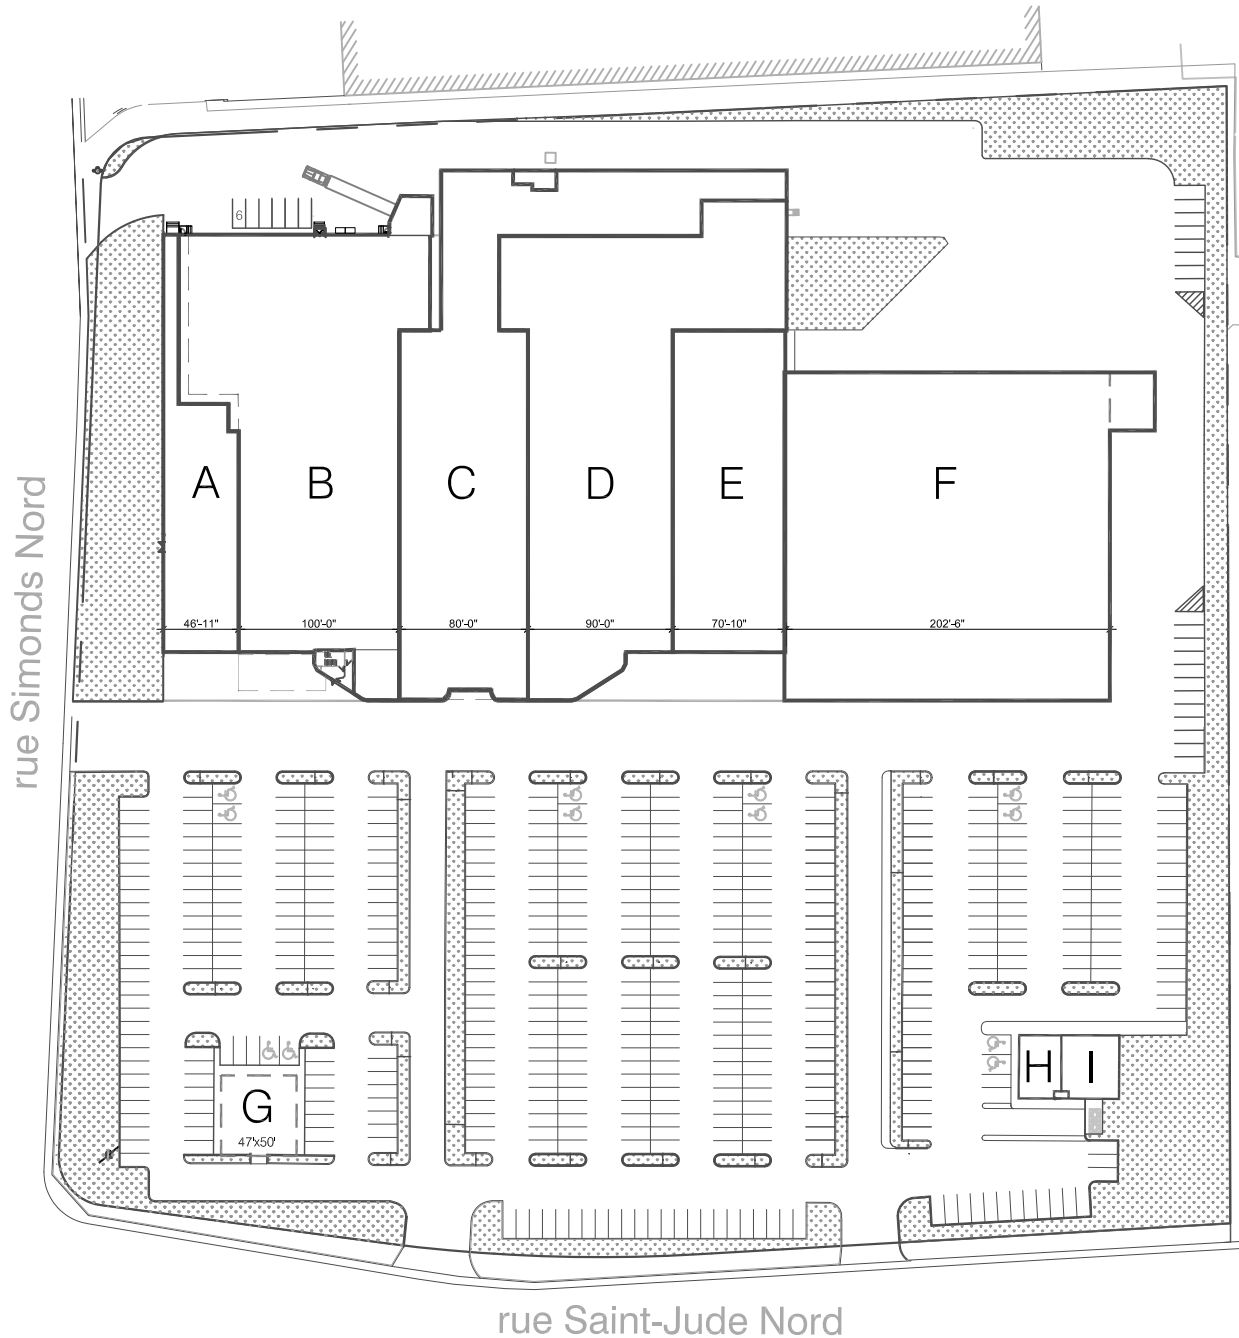 6
A B C D E F
46'-11" 100'-0" 80'-0" 90'-0" 70'-10" 202'-6"
rue Simonds Nord
G
47'x50'
H I
rue Saint-Jude Nord